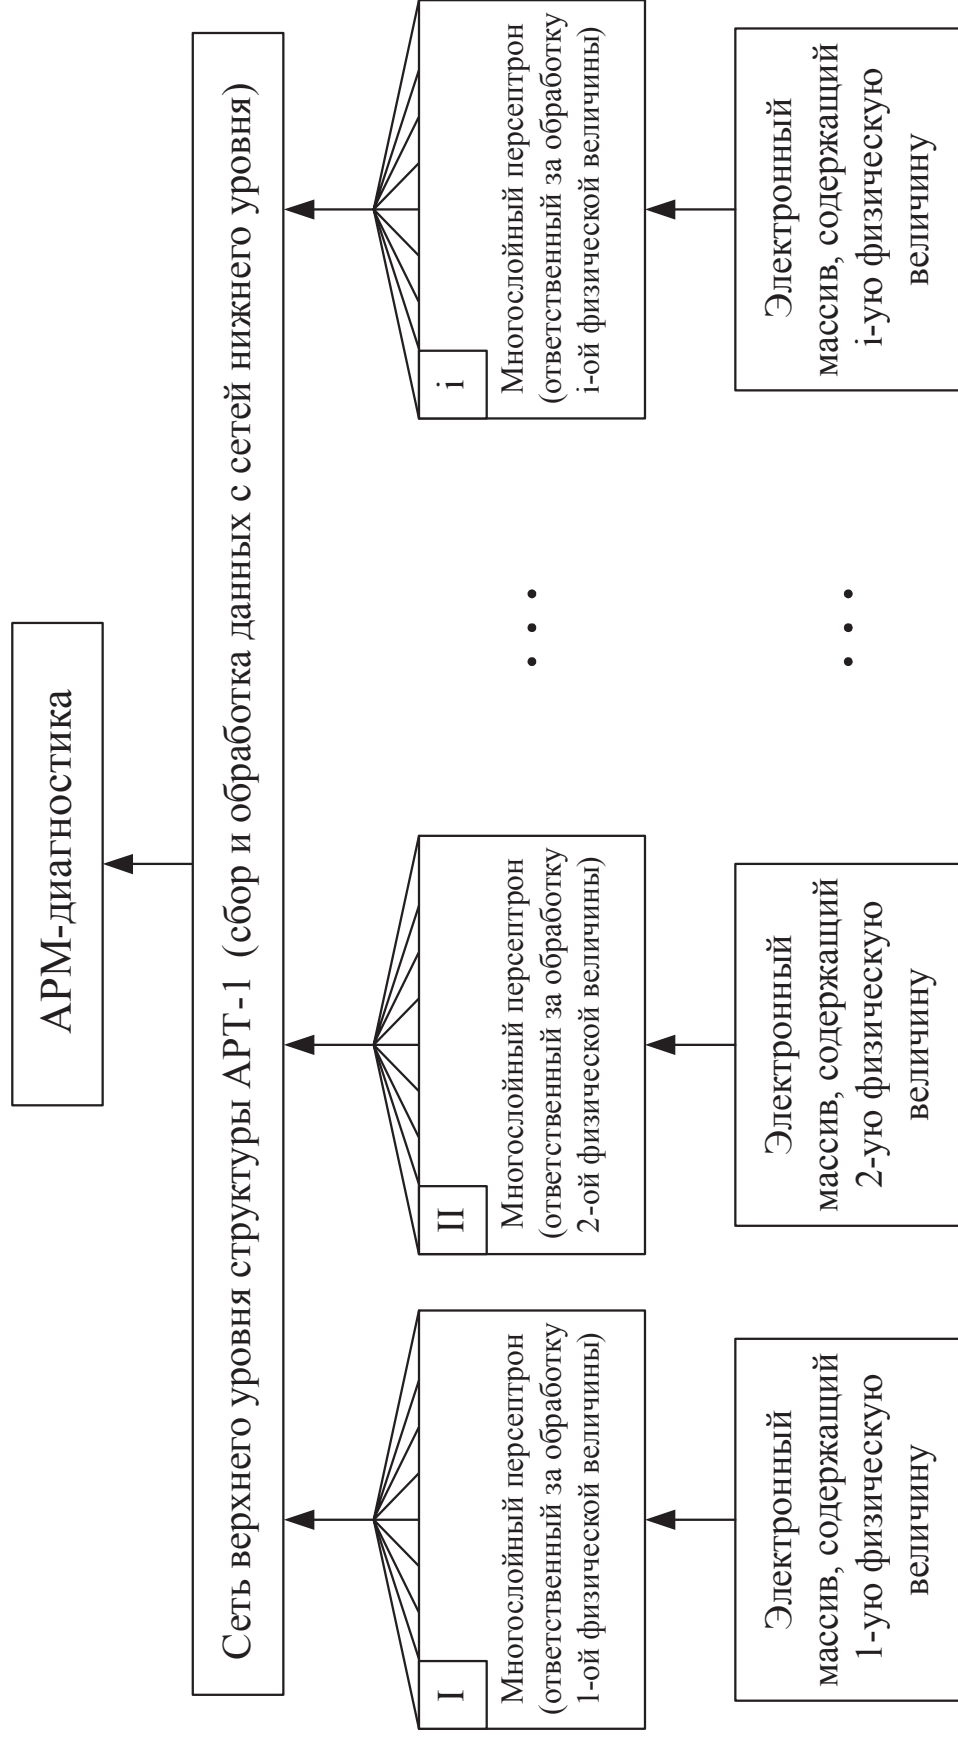 АРМ-диагностика
Сеть верхнего уровня структуры АРТ-1 (сбор и обработка данных с сетей нижнего уровня)
I
Многослойный персептрон
(ответственный за обработку
1-ой физической величины)
II
Многослойный персептрон
(ответственный за обработку
2-ой физической величины)
. . .
i
Многослойный персептрон
(ответственный за обработку
i-ой физической величины)
Электронный
массив, содержащий
1-ую физическую
величину
Электронный
массив, содержащий
2-ую физическую
величину
. . .
Электронный
массив, содержащий
i-ую физическую
величину